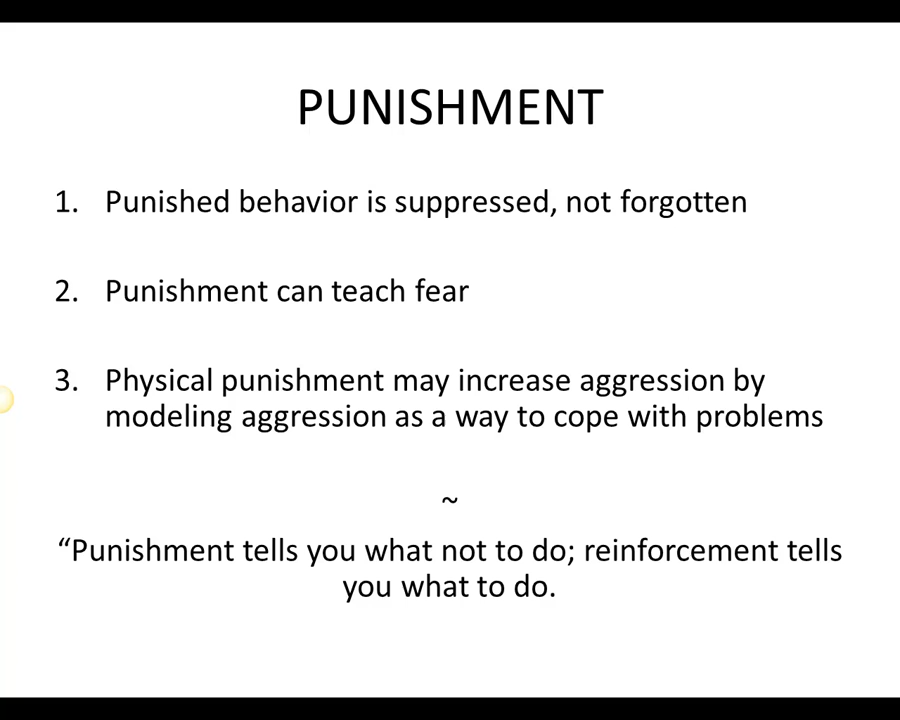 PUNISHMENT
1. Punished behavior is suppressed, not forgotten
2. Punishment can teach fear
3. Physical punishment may increase aggression by
modeling aggression as a way to cope with problems
~
“Punishment tells you what not to do; reinforcement tells
you what to do.